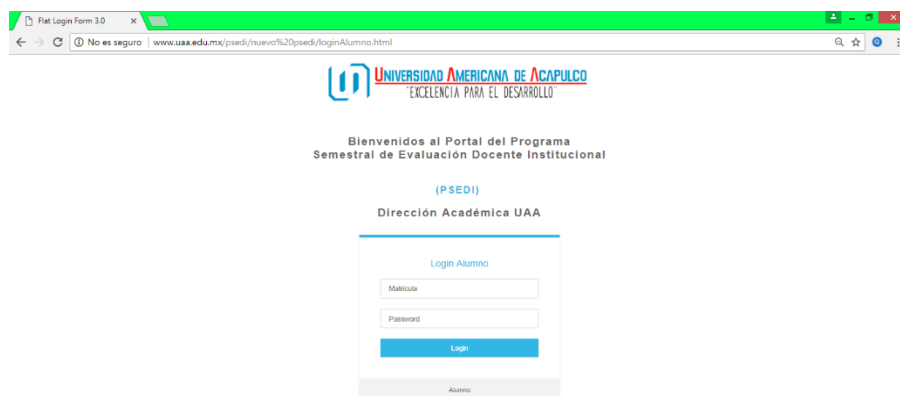 Flat Login Form 3.0
No es seguro www.uaa.edu.mx/psedi/nuevo%20psedi/loginAlumno.html
UNIVERSIDAD AMERICANA DE ACAPULCO
"EXCELENCIA PARA EL DESARROLLO"
Bienvenidos al Portal del Programa
Semestral de Evaluación Docente Institucional
(PSEDI)
Dirección Académica UAA
Login Alumno
Matricula
Password
Login
Alumno